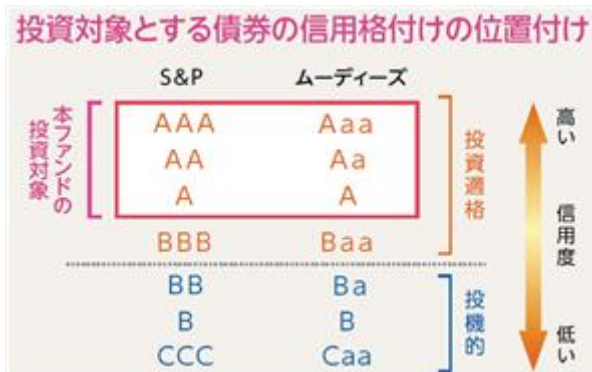 投資対象とする債券の信用格付けの位置付け
S&P ムーディーズ
本ファンドの
投資対象
AAA Aaa
AA Aa
A A
BBB Baa
投資適格
BB Ba
B B
CCC Caa
投機的
高い
信用度
低い